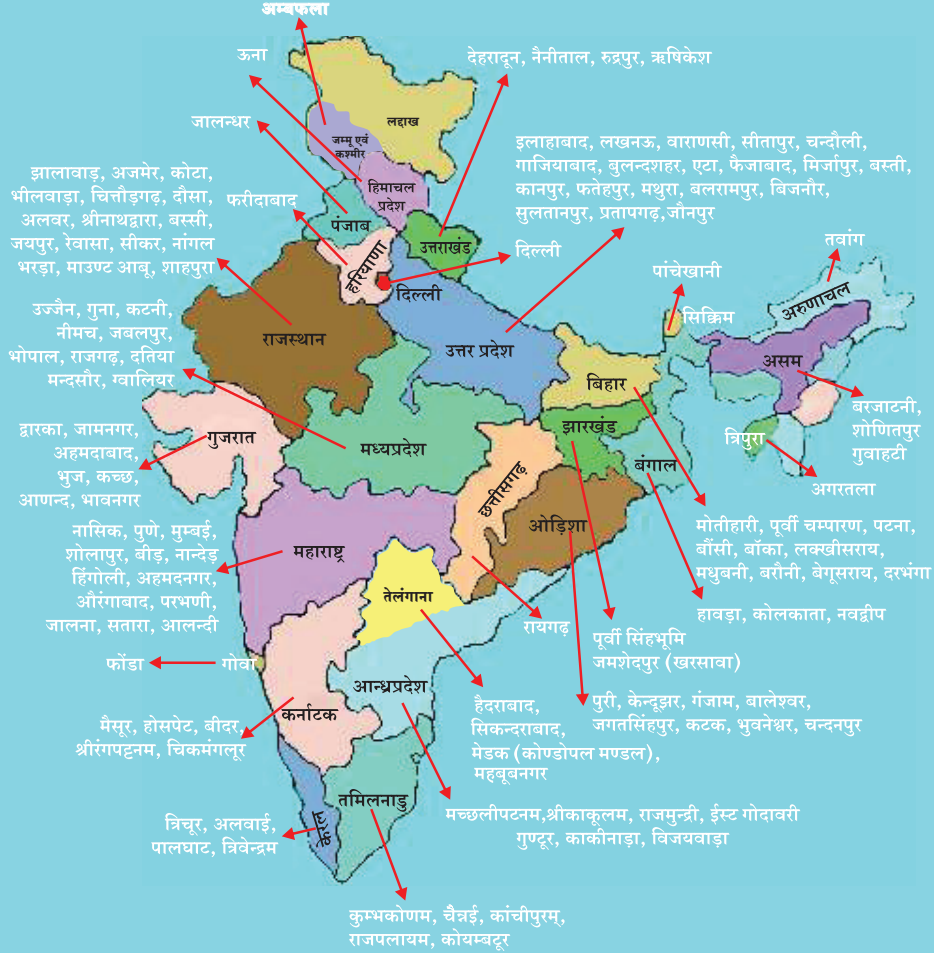 अम्बफला
ऊना
देहरादून, नैनीताल, रुद्रपुर, ऋषिकेश
जालन्धर
लद्दाख
जम्मू एवं
कश्मीर
इलाहाबाद, लखनऊ, वाराणसी, सीतापुर, चन्दौली,
गाजियाबाद, बुलन्दशहर, एटा, फैजाबाद, मिर्जापुर, बस्ती,
कानपुर, फतेहपुर, मथुरा, बलरामपुर, बिजनौर,
सुलतानपुर, प्रतापगढ़,जौनपुर
झालावाड़, अजमेर, कोटा,
भीलवाड़ा, चित्तौड़गढ़, दौसा,
अलवर, श्रीनाथद्वारा, बस्सी,
जयपुर, रेवासा, सीकर, नांगल
भरड़ा, माउण्ट आबू, शाहपुरा
फरीदाबाद
हिमाचल
प्रदेश
पंजाब
उत्तराखंड
हरियाणा
दिल्ली
दिल्ली
तवांग
पांचेखानी
अरुणाचल
सिक्किम
उज्जैन, गुना, कटनी,
नीमच, जबलपुर,
भोपाल, राजगढ़, दतिया
मन्दसौर, ग्वालियर
राजस्थान
उत्तर प्रदेश
असम
बिहार
बरजाटनी,
शोणितपुर
गुवाहटी
द्वारका, जामनगर,
अहमदाबाद,
भुज, कच्छ,
आणन्द, भावनगर
गुजरात
मध्यप्रदेश
झारखंड
त्रिपुरा
बंगाल
अगरतला
छत्तीसगढ़
ओड़िशा
नासिक, पुणे, मुम्बई,
शोलापुर, बीड़, नान्देड़
हिंगोली, अहमदनगर,
औरंगाबाद, परभणी,
जालना, सतारा, आलन्दी
महाराष्ट्र
मोतीहारी, पूर्वी चम्पारण, पटना,
बौंसी, बॉका, लक्खीसराय,
मधुबनी, बरौनी, बेगूसराय, दरभंगा
तेलंगाना
हावड़ा, कोलकाता, नवद्वीप
रायगढ़
पूर्वी सिंहभूमि
जमशेदपुर (खरसावा)
फोंडा
गोवा
आन्ध्रप्रदेश
कर्नाटक
हैदराबाद,
सिकन्दराबाद,
मेडक (कोण्डोपल मण्डल),
महबूबनगर
पुरी, केन्दूझर, गंजाम, बालेश्वर,
जगतसिंहपुर, कटक, भुवनेश्वर, चन्दनपुर
मैसूर, होसपेट, बीदर,
श्रीरंगपट्टनम, चिकमंगलूर
तमिलनाडु
मच्छलीपटनम,श्रीकाकूलम, राजमुन्द्री, ईस्ट गोदावरी
गुण्टूर, काकीनाड़ा, विजयवाड़ा
केरल
त्रिचूर, अलवाई,
पालघाट, त्रिवेन्द्रम
कुम्भकोणम, चैन्नई, कांचीपुरम्,
राजपलायम, कोयम्बटूर